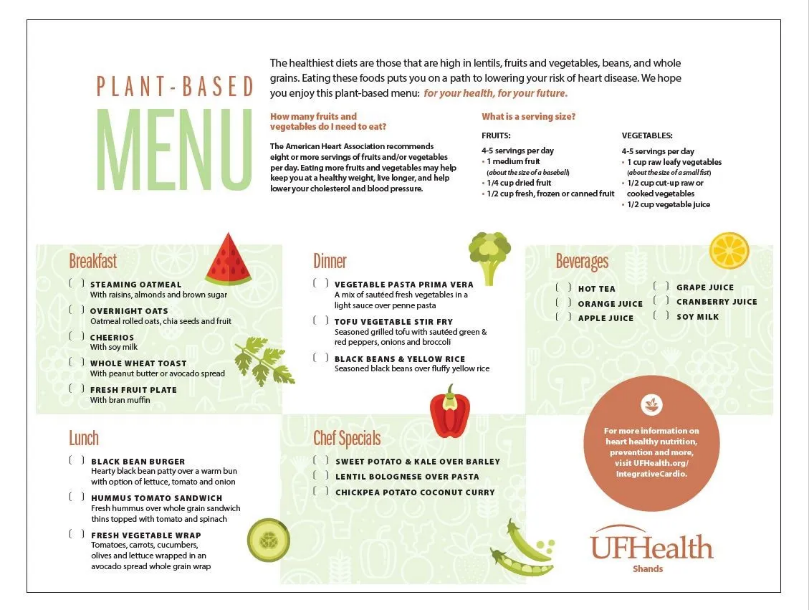 PLANT-BASED
MENU
The healthiest diets are those that are high in lentils, fruits and vegetables, beans, and whole
grains. Eating these foods puts you on a path to lowering your risk of heart disease. We hope
you enjoy this plant-based menu: for your health, for your future.
How many fruits and
vegetables do I need to eat?
The American Heart Association recommends
eight or more servings of fruits and/or vegetables
per day. Eating more fruits and vegetables may help
keep you at a healthy weight, live longer, and help
lower your cholesterol and blood pressure.
What is a serving size?
FRUITS:
4-5 servings per day
• 1 medium fruit
(about the size of a baseball)
• 1/4 cup dried fruit
• 1/2 cup fresh, frozen or canned fruit
VEGETABLES:
4-5 servings per day
• 1 cup raw leafy vegetables
(about the size of a small fist)
• 1/2 cup cut-up raw or
cooked vegetables
• 1/2 cup vegetable juice
Breakfast
( ) STEAMING OATMEAL
With raisins, almonds and brown sugar
( ) OVERNIGHT OATS
Oatmeal rolled oats, chia seeds and fruit
( ) CHEERIOS
With soy milk
( ) WHOLE WHEAT TOAST
With peanut butter or avocado spread
( ) FRESH FRUIT PLATE
With bran muffin
Dinner
( ) VEGETABLE PASTA PRIMA VERA
A mix of sautéed fresh vegetables in a
light sauce over penne pasta
( ) TOFU VEGETABLE STIR FRY
Seasoned grilled tofu with sautéed green &
red peppers, onions and broccoli
( ) BLACK BEANS & YELLOW RICE
Seasoned black beans over fluffy yellow rice
Beverages
( ) HOT TEA
( ) ORANGE JUICE
( ) APPLE JUICE
( ) GRAPE JUICE
( ) CRANBERRY JUICE
( ) SOY MILK
Lunch
( ) BLACK BEAN BURGER
Hearty black bean patty over a warm bun
with option of lettuce, tomato and onion
( ) HUMMUS TOMATO SANDWICH
Fresh hummus over whole grain sandwich
thins topped with tomato and spinach
( ) FRESH VEGETABLE WRAP
Tomatoes, carrots, cucumbers,
olives and lettuce wrapped in an
avocado spread whole grain wrap
Chef Specials
( ) SWEET POTATO & KALE OVER BARLEY
( ) LENTIL BOLOGNESE OVER PASTA
( ) CHICKPEA POTATO COCONUT CURRY
For more information on
heart healthy nutrition,
prevention and more,
visit UFHealth.org/
IntegrativeCardio.
UFHealth
Shands